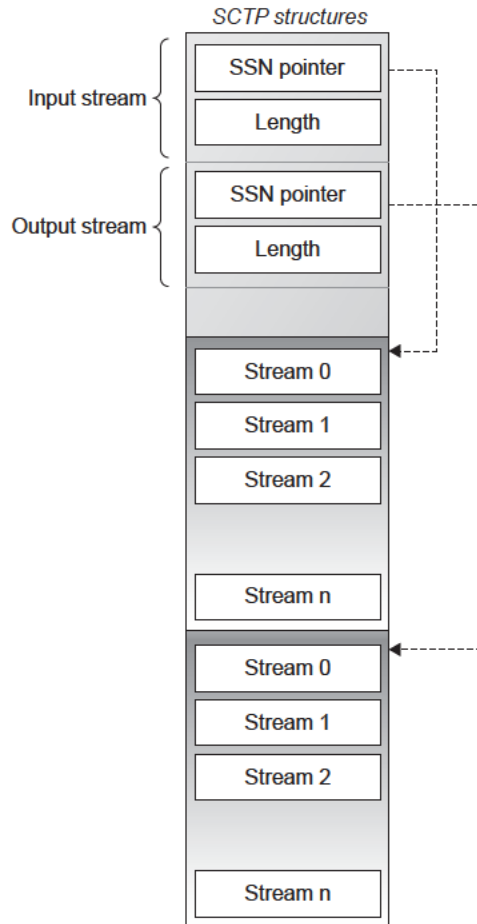 SCTP structures
Input stream
SSN pointer
Length
Output stream
SSN pointer
Length
Stream 0
Stream 1
Stream 2
Stream n
Stream 0
Stream 1
Stream 2
Stream n